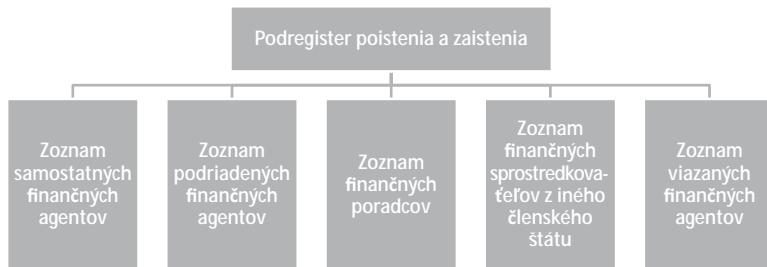 Podregister poistenia a zaistenia
Zoznam
samostatných
finančných
agentov
Zoznam
podriadených
finančných
agentov
Zoznam
finančných
poradcov
Zoznam
finančných
sprostredkova-
ťeľov z iného
členského
štátu
Zoznam
viazaných
finančných
agentov